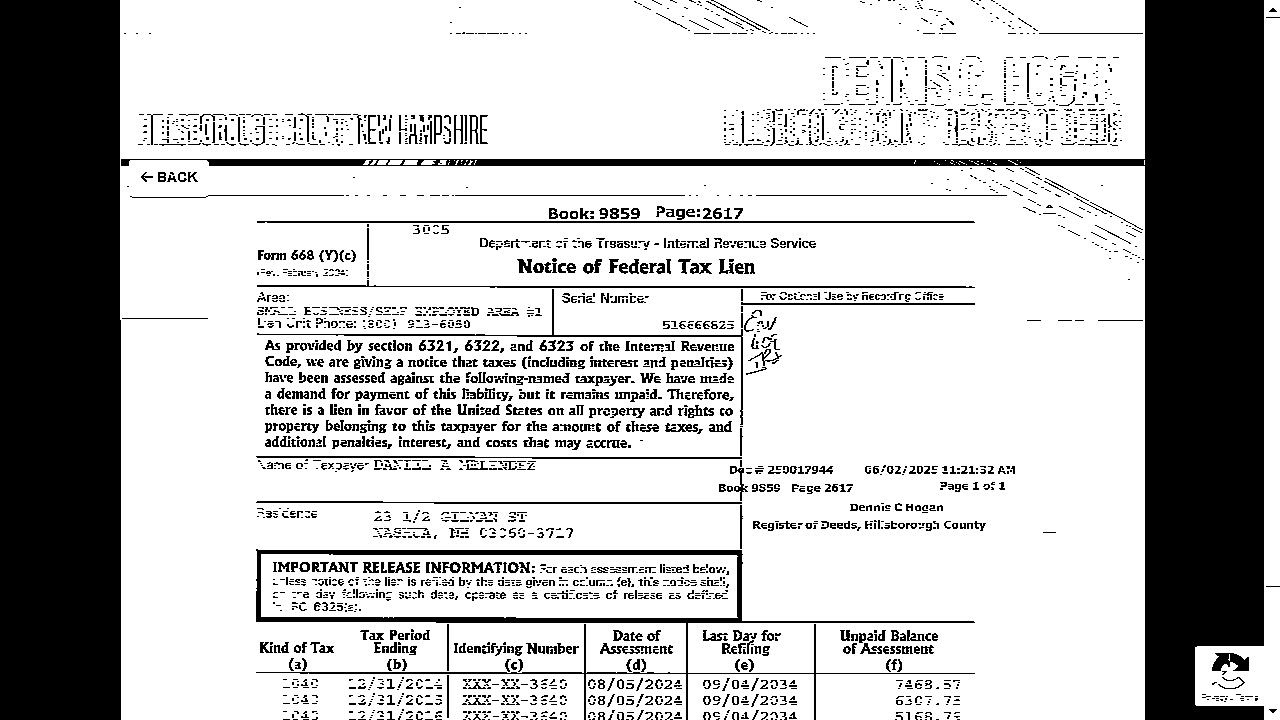 DENNIS C. HOGAN
HILLSBOROUGH COUNTY NEW HAMPSHIRE
HILLSBOROUGH COUNTY REGISTER OF DEEDS
← BACK
Book: 9859 Page:2617
Department of the Treasury - Internal Revenue Service
Form 668 (Y)(c)
Notice of Federal Tax Lien
(Rev. February 2004)
Area:
SMALL BUSINESS/SELF EMPLOYED AREA #1
Lien Unit Phone: (800) 913-6050
Serial Number
516666825
For Optional Use by Recording Office
As provided by section 6321, 6322, and 6323 of the Internal Revenue
Code, we are giving a notice that taxes (including interest and penalties)
have been assessed against the following-named taxpayer. We have made
a demand for payment of this liability, but it remains unpaid. Therefore,
there is a lien in favor of the United States on all property and rights to
property belonging to this taxpayer for the amount of these taxes, and
additional penalties, interest, and costs that may accrue.
Name of Taxpayer DANIEL A MELENDEZ
Doc # 250017944 06/02/2025 11:21:32 AM
Book 9859 Page 2617 Page 1 of 1
Dennis C Hogan
Register of Deeds, Hillsborough County
Residence 23 1/2 GILMAN ST
NASHUA, NH 03060-3717
IMPORTANT RELEASE INFORMATION: For each assessment listed below,
unless notice of the lien is refiled by the date given in column (e), this notice shall,
on the day following such date, operate as a certificate of release as defined
in IRC 6325(a).
Kind of Tax (a) Tax Period Ending (b) Identifying Number (c) Date of Assessment (d) Last Day for Refiling (e) Unpaid Balance of Assessment (f)
1040 12/31/2014 XXX-XX-3640 08/05/2024 09/04/2034 7468.57
1040 12/31/2015 XXX-XX-3640 08/05/2024 09/04/2034
1040 12/31/2016 XXX-XX-3640 08/05/2024 09/04/2034
Privacy - Terms